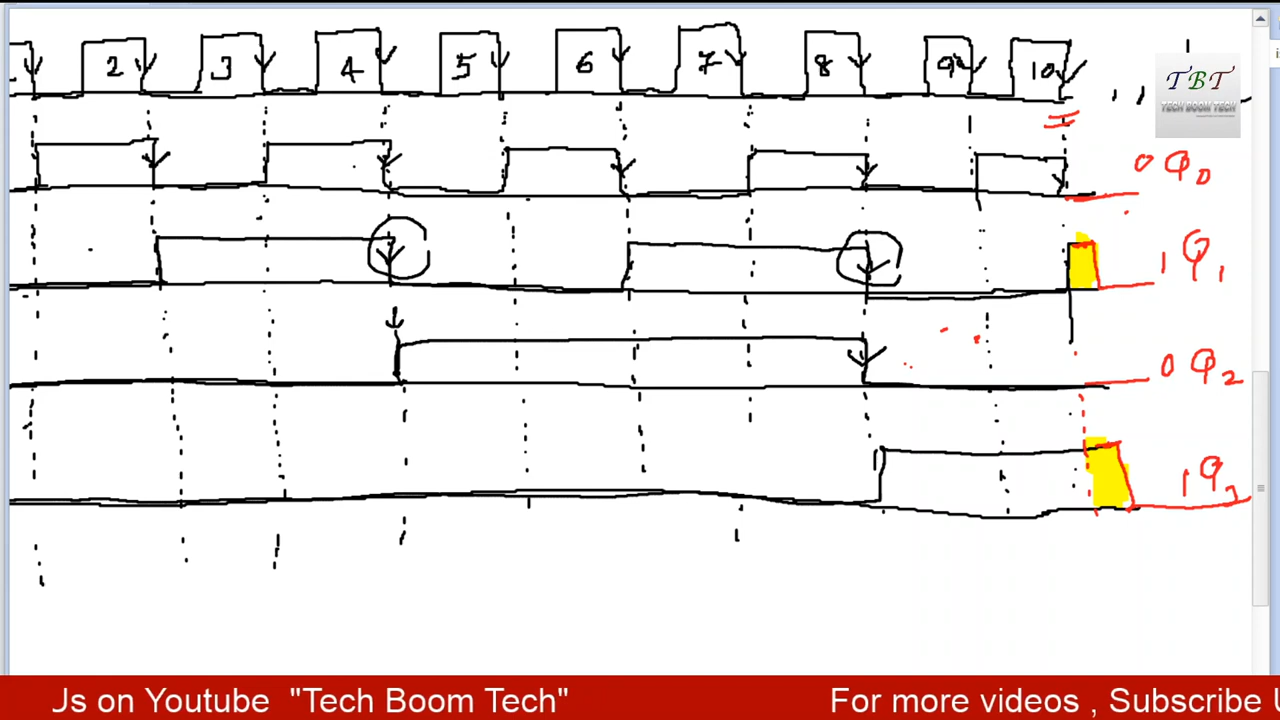 2 3 4 5 6 7 8 9 10
TBT
TECH BOOM TECH
0 Q0
1 Q1
0 Q2
1 Q3
Js on Youtube "Tech Boom Tech" For more videos , Subscribe U